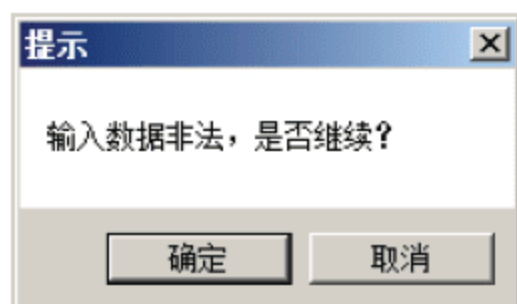 提示
输入数据非法，是否继续？
确定
取消